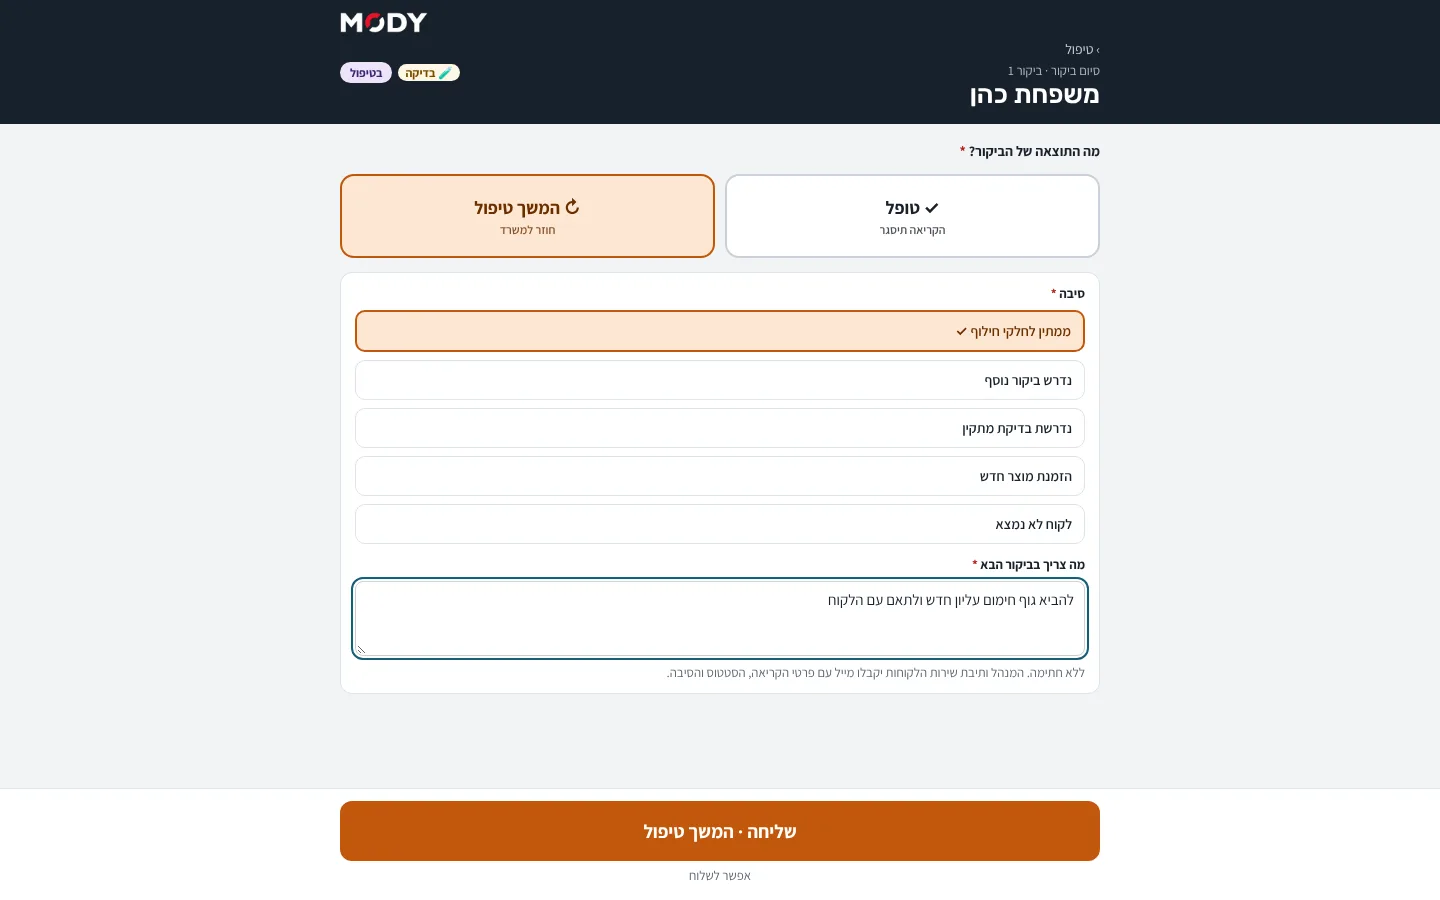 MODY
› טיפול
סיום ביקור · ביקור 1
משפחת כהן
🧪 בדיקה
בטיפול
מה התוצאה של הביקור? *
✓ טופל
הקריאה תיסגר
↻ המשך טיפול
חוזר למשרד
סיבה *
ממתין לחלקי חילוף ✓
נדרש ביקור נוסף
נדרשת בדיקת מתקין
הזמנת מוצר חדש
לקוח לא נמצא
מה צריך בביקור הבא *
להביא גוף חימום עליון חדש ולתאם עם הלקוח
ללא חתימה. המנהל ותיבת שירות הלקוחות יקבלו מייל עם פרטי הקריאה, הסטטוס והסיבה.
שליחה · המשך טיפול
אפשר לשלוח